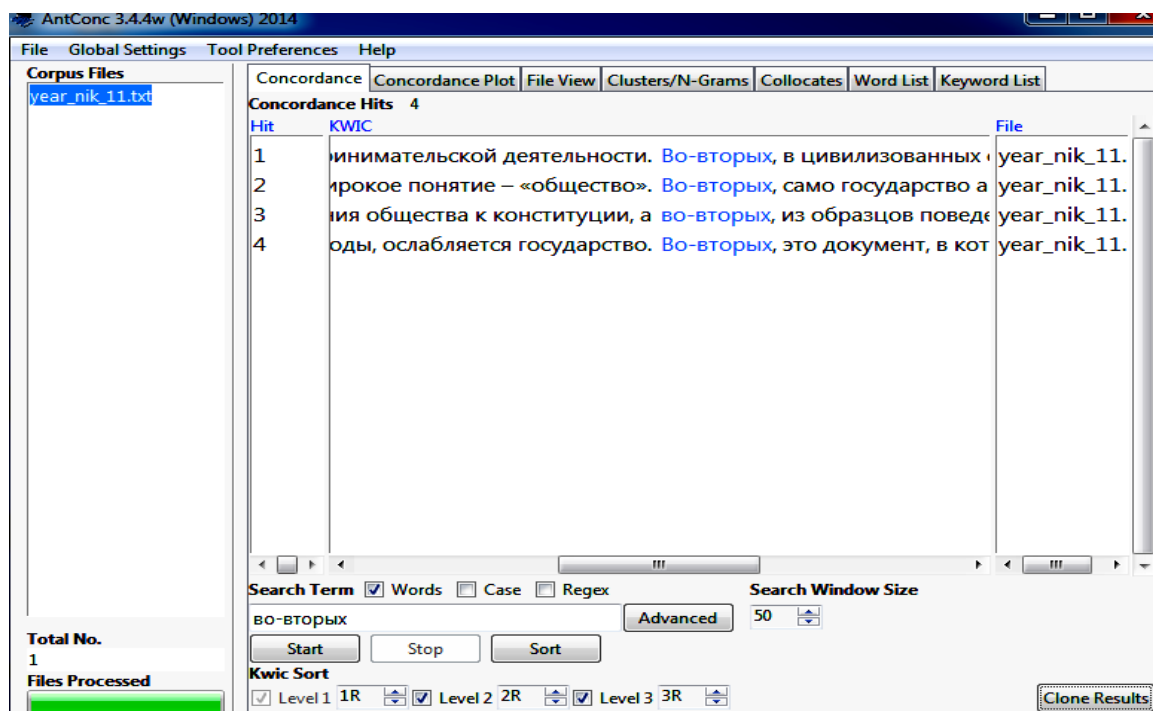 AntConc 3.4.4w (Windows) 2014
File Global Settings Tool Preferences Help
Corpus Files
year_nik_11.txt
Concordance Concordance Plot File View Clusters/N-Grams Collocates Word List Keyword List
Concordance Hits 4
Hit KWIC File
1 ринимательской деятельности. Во-вторых, в цивилизованных year_nik_11.
2 ирокое понятие – «общество». Во-вторых, само государство а year_nik_11.
3 ния общества к конституции, а во-вторых, из образцов поведе year_nik_11.
4 оды, ослабляется государство. Во-вторых, это документ, в кот year_nik_11.
Search Term Words Case Regex Search Window Size
во-вторых Advanced 50
Total No.
1
Start Stop Sort
Files Processed
Kwic Sort
Level 1 1R Level 2 2R Level 3 3R Clone Results